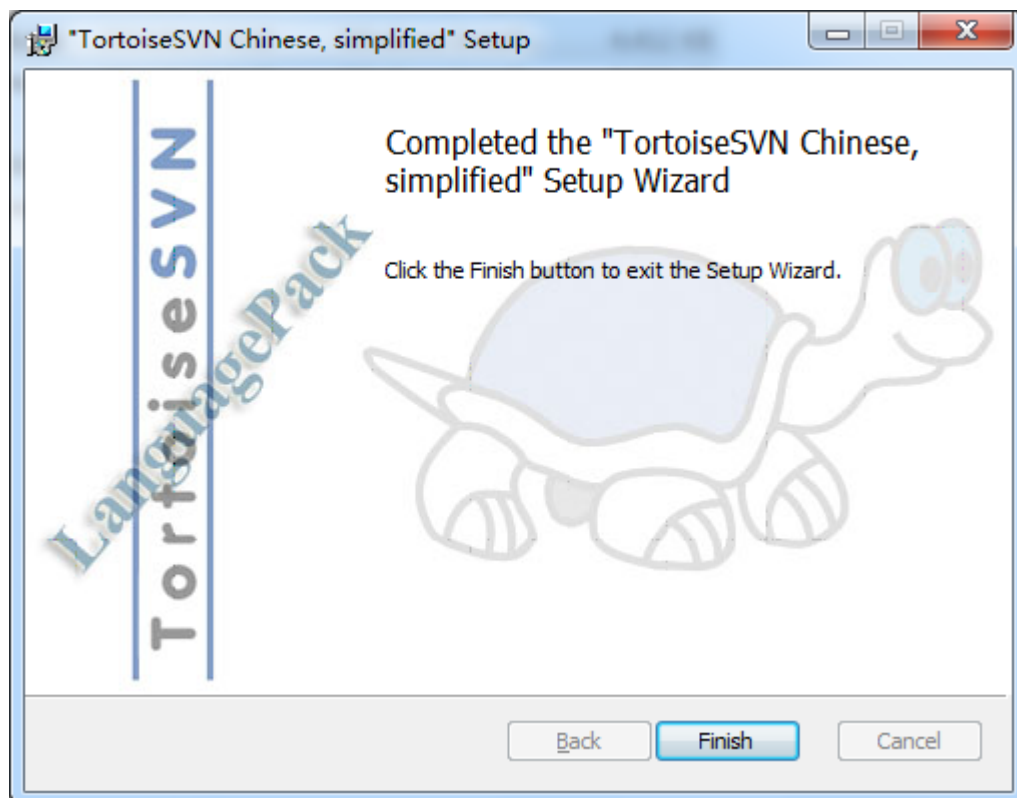 "TortoiseSVN Chinese, simplified" Setup
TortoiseSVN
LanguagePack
Completed the "TortoiseSVN Chinese,
simplified" Setup Wizard
Click the Finish button to exit the Setup Wizard.
Back
Finish
Cancel